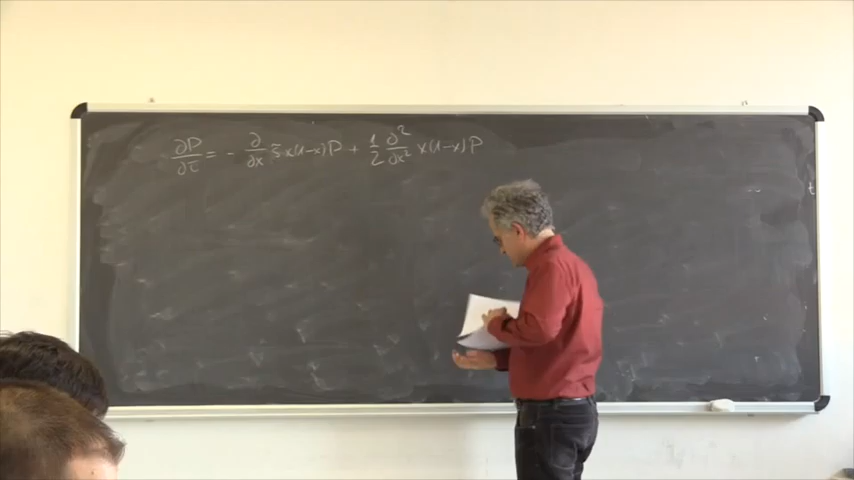 ∂P/∂τ = - ∂/∂x s̃ x(1-x)P + 1/2 ∂²/∂x² x(1-x)P